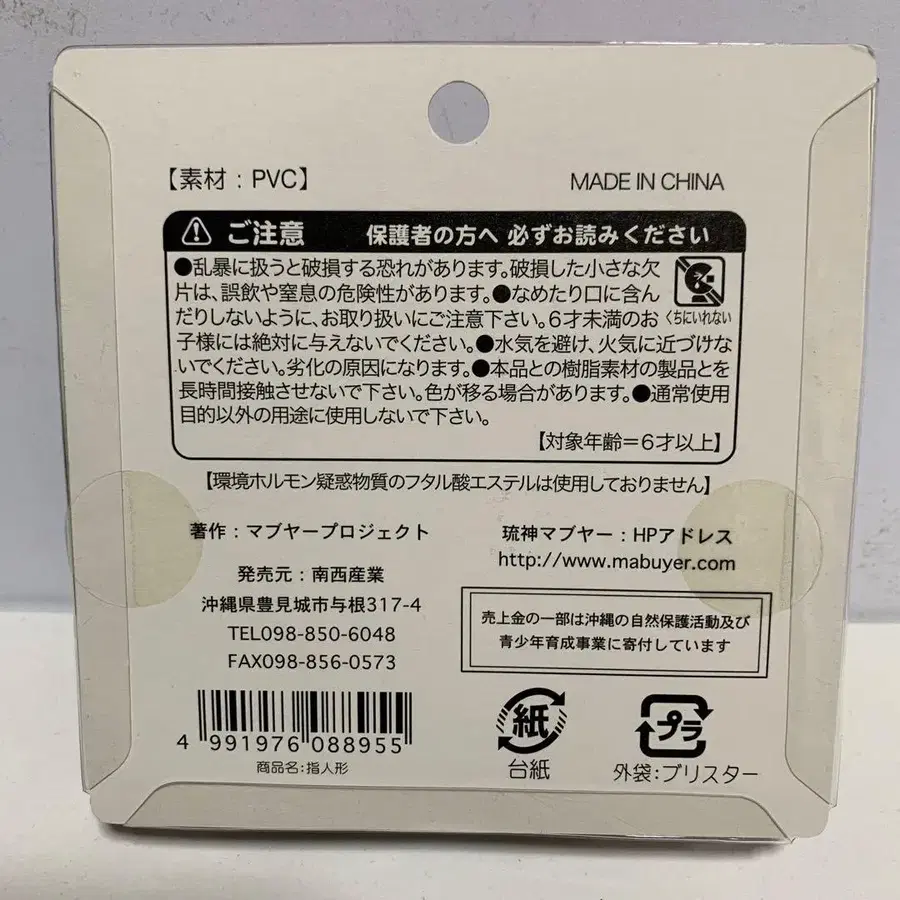 【素材：PVC】
MADE IN CHINA
ご注意 保護者の方へ 必ずお読みください
●乱暴に扱うと破損する恐れがあります。破損した小さな欠
片は、誤飲や窒息の危険性があります。●なめたり口に含ん
だりしないように、お取り扱いにご注意下さい。6才未満のお
子様には絶対に与えないでください。●水気を避け、火気に近づけな
いでください。劣化の原因になります。●本品との樹脂素材の製品とを
長時間接触させないで下さい。色が移る場合があります。●通常使用
目的以外の用途に使用しないで下さい。
くちにいれない
【対象年齢＝6才以上】
【環境ホルモン疑惑物質のフタル酸エステルは使用しておりません】
著作：マブヤープロジェクト
発売元：南西産業
沖縄県豊見城市与根317-4
TEL098-850-6048
FAX098-856-0573
琉神マブヤー：HPアドレス
http://www.mabuyer.com
売上金の一部は沖縄の自然保護活動及び
青少年育成事業に寄付しています
4 991976 088955
商品名：指人形
紙
台紙
プラ
外袋：ブリスター